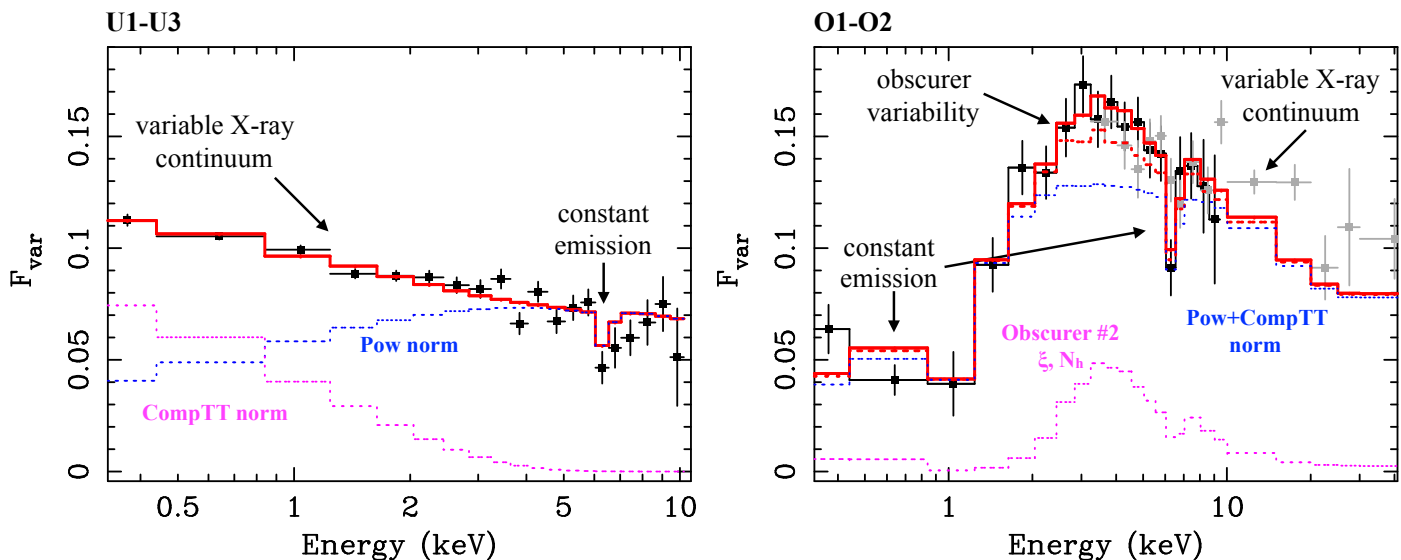 U1-U3
F var
0 0.05 0.1 0.15
variable X-ray
continuum
constant
emission
Pow norm
CompTT norm
0.5 1 2 5 10
Energy (keV)
O1-O2
F var
0 0.05 0.1 0.15
obscurer
variability
variable X-ray
continuum
constant
emission
Obscurer #2
ξ, Nh
Pow+CompTT
norm
1 10
Energy (keV)